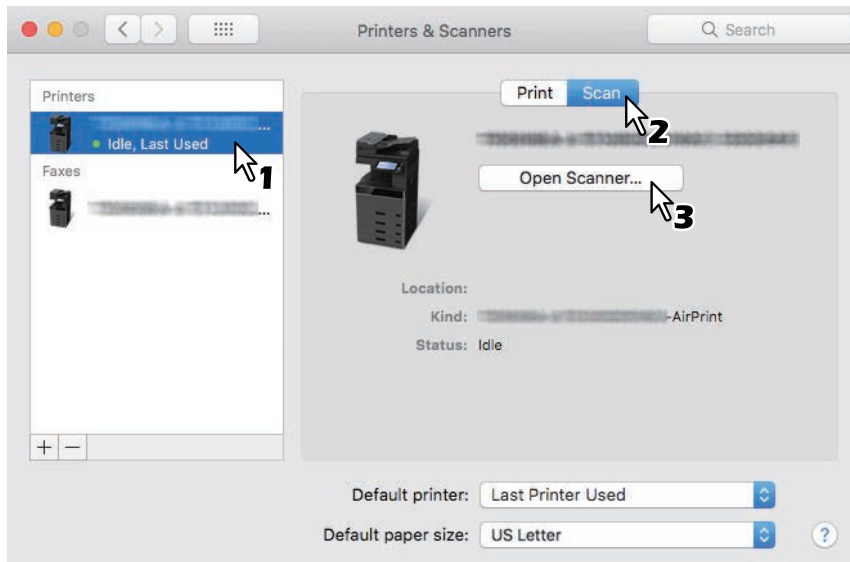 Printers & Scanners
Search
Printers
...
Idle, Last Used
1
Faxes
...
Print Scan
2
Open Scanner...
3
Location:
Kind: -AirPrint
Status: Idle
+ −
Default printer: Last Printer Used
Default paper size: US Letter
?